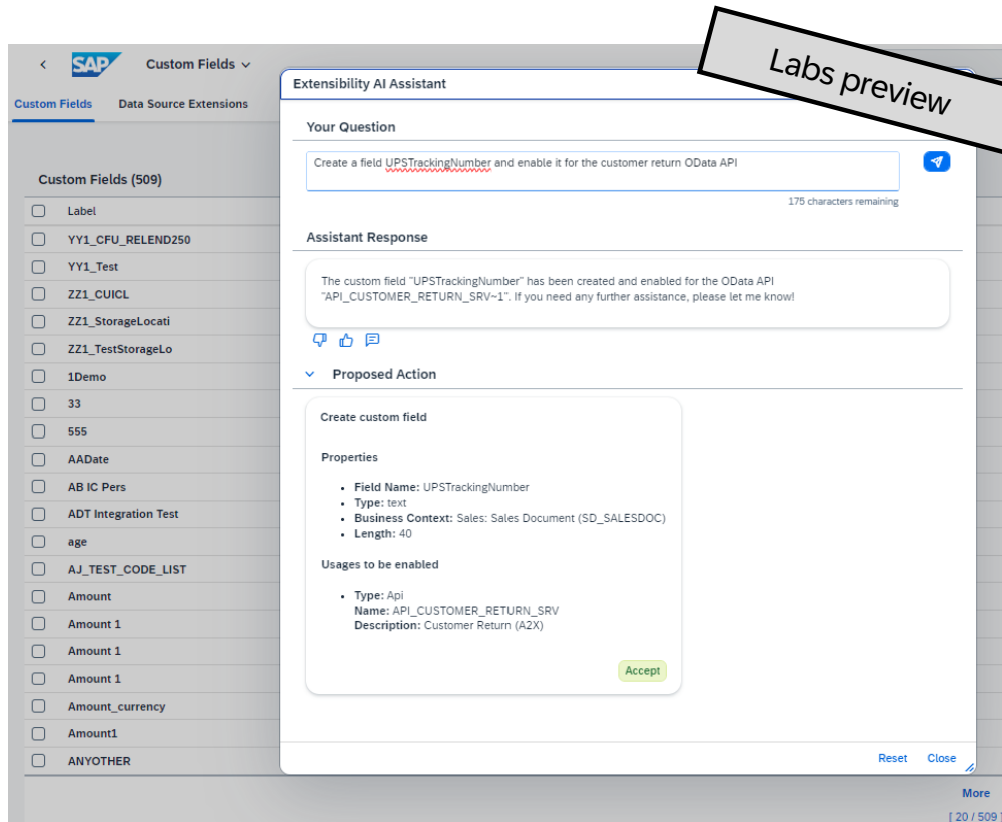 Labs preview
SAP
Custom Fields
Custom Fields
Data Source Extensions
Custom Fields (509)
Label
YY1_CFU_RELEND250
YY1_Test
ZZ1_CUICL
ZZ1_StorageLocati
ZZ1_TestStorageLo
1Demo
33
555
AADate
AB IC Pers
ADT Integration Test
age
AJ_TEST_CODE_LIST
Amount
Amount 1
Amount 1
Amount 1
Amount_currency
Amount1
ANYOTHER
Extensibility AI Assistant
Your Question
Create a field UPSTrackingNumber and enable it for the customer return OData API
175 characters remaining
Assistant Response
The custom field "UPSTrackingNumber" has been created and enabled for the OData API
"API_CUSTOMER_RETURN_SRV~1". If you need any further assistance, please let me know!
Proposed Action
Create custom field
Properties
• Field Name: UPSTrackingNumber
• Type: text
• Business Context: Sales: Sales Document (SD_SALESDOC)
• Length: 40
Usages to be enabled
• Type: Api
Name: API_CUSTOMER_RETURN_SRV
Description: Customer Return (A2X)
Accept
Reset
Close
More
[ 20 / 509 ]